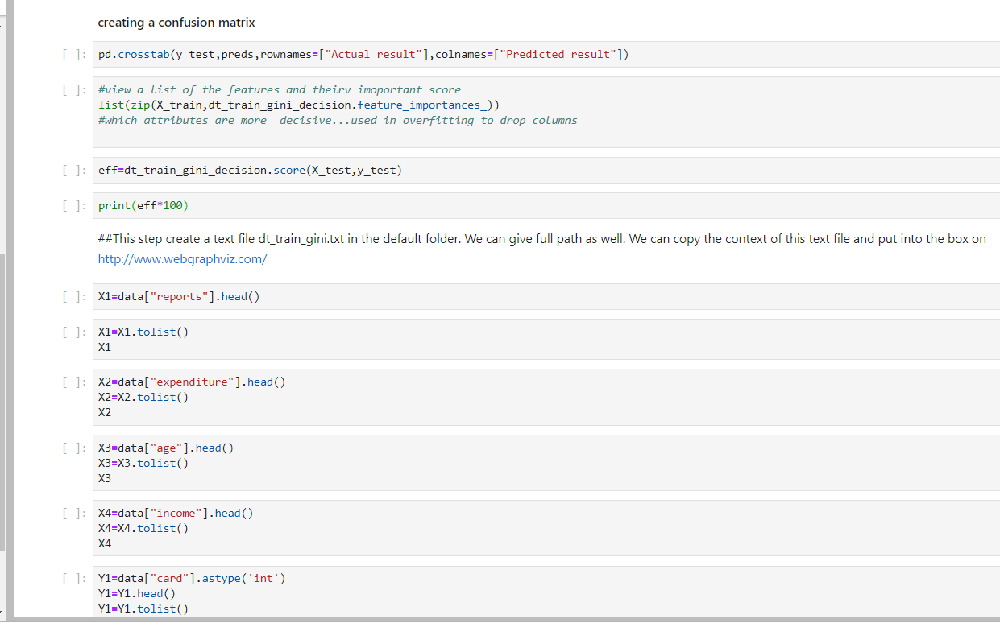 creating a confusion matrix
[ ]: pd.crosstab(y_test,preds,rownames=["Actual result"],colnames=["Predicted result"])
[ ]: #view a list of the features and theirv imoportant score
list(zip(X_train,dt_train_gini_decision.feature_importances_))
#which attributes are more  decisive...used in overfitting to drop columns
[ ]: eff=dt_train_gini_decision.score(X_test,y_test)
[ ]: print(eff*100)
##This step create a text file dt_train_gini.txt in the default folder. We can give full path as well. We can copy the context of this text file and put into the box on
http://www.webgraphviz.com/
[ ]: X1=data["reports"].head()
[ ]: X1=X1.tolist()
X1
[ ]: X2=data["expenditure"].head()
X2=X2.tolist()
X2
[ ]: X3=data["age"].head()
X3=X3.tolist()
X3
[ ]: X4=data["income"].head()
X4=X4.tolist()
X4
[ ]: Y1=data["card"].astype('int')
Y1=Y1.head()
Y1=Y1.tolist()